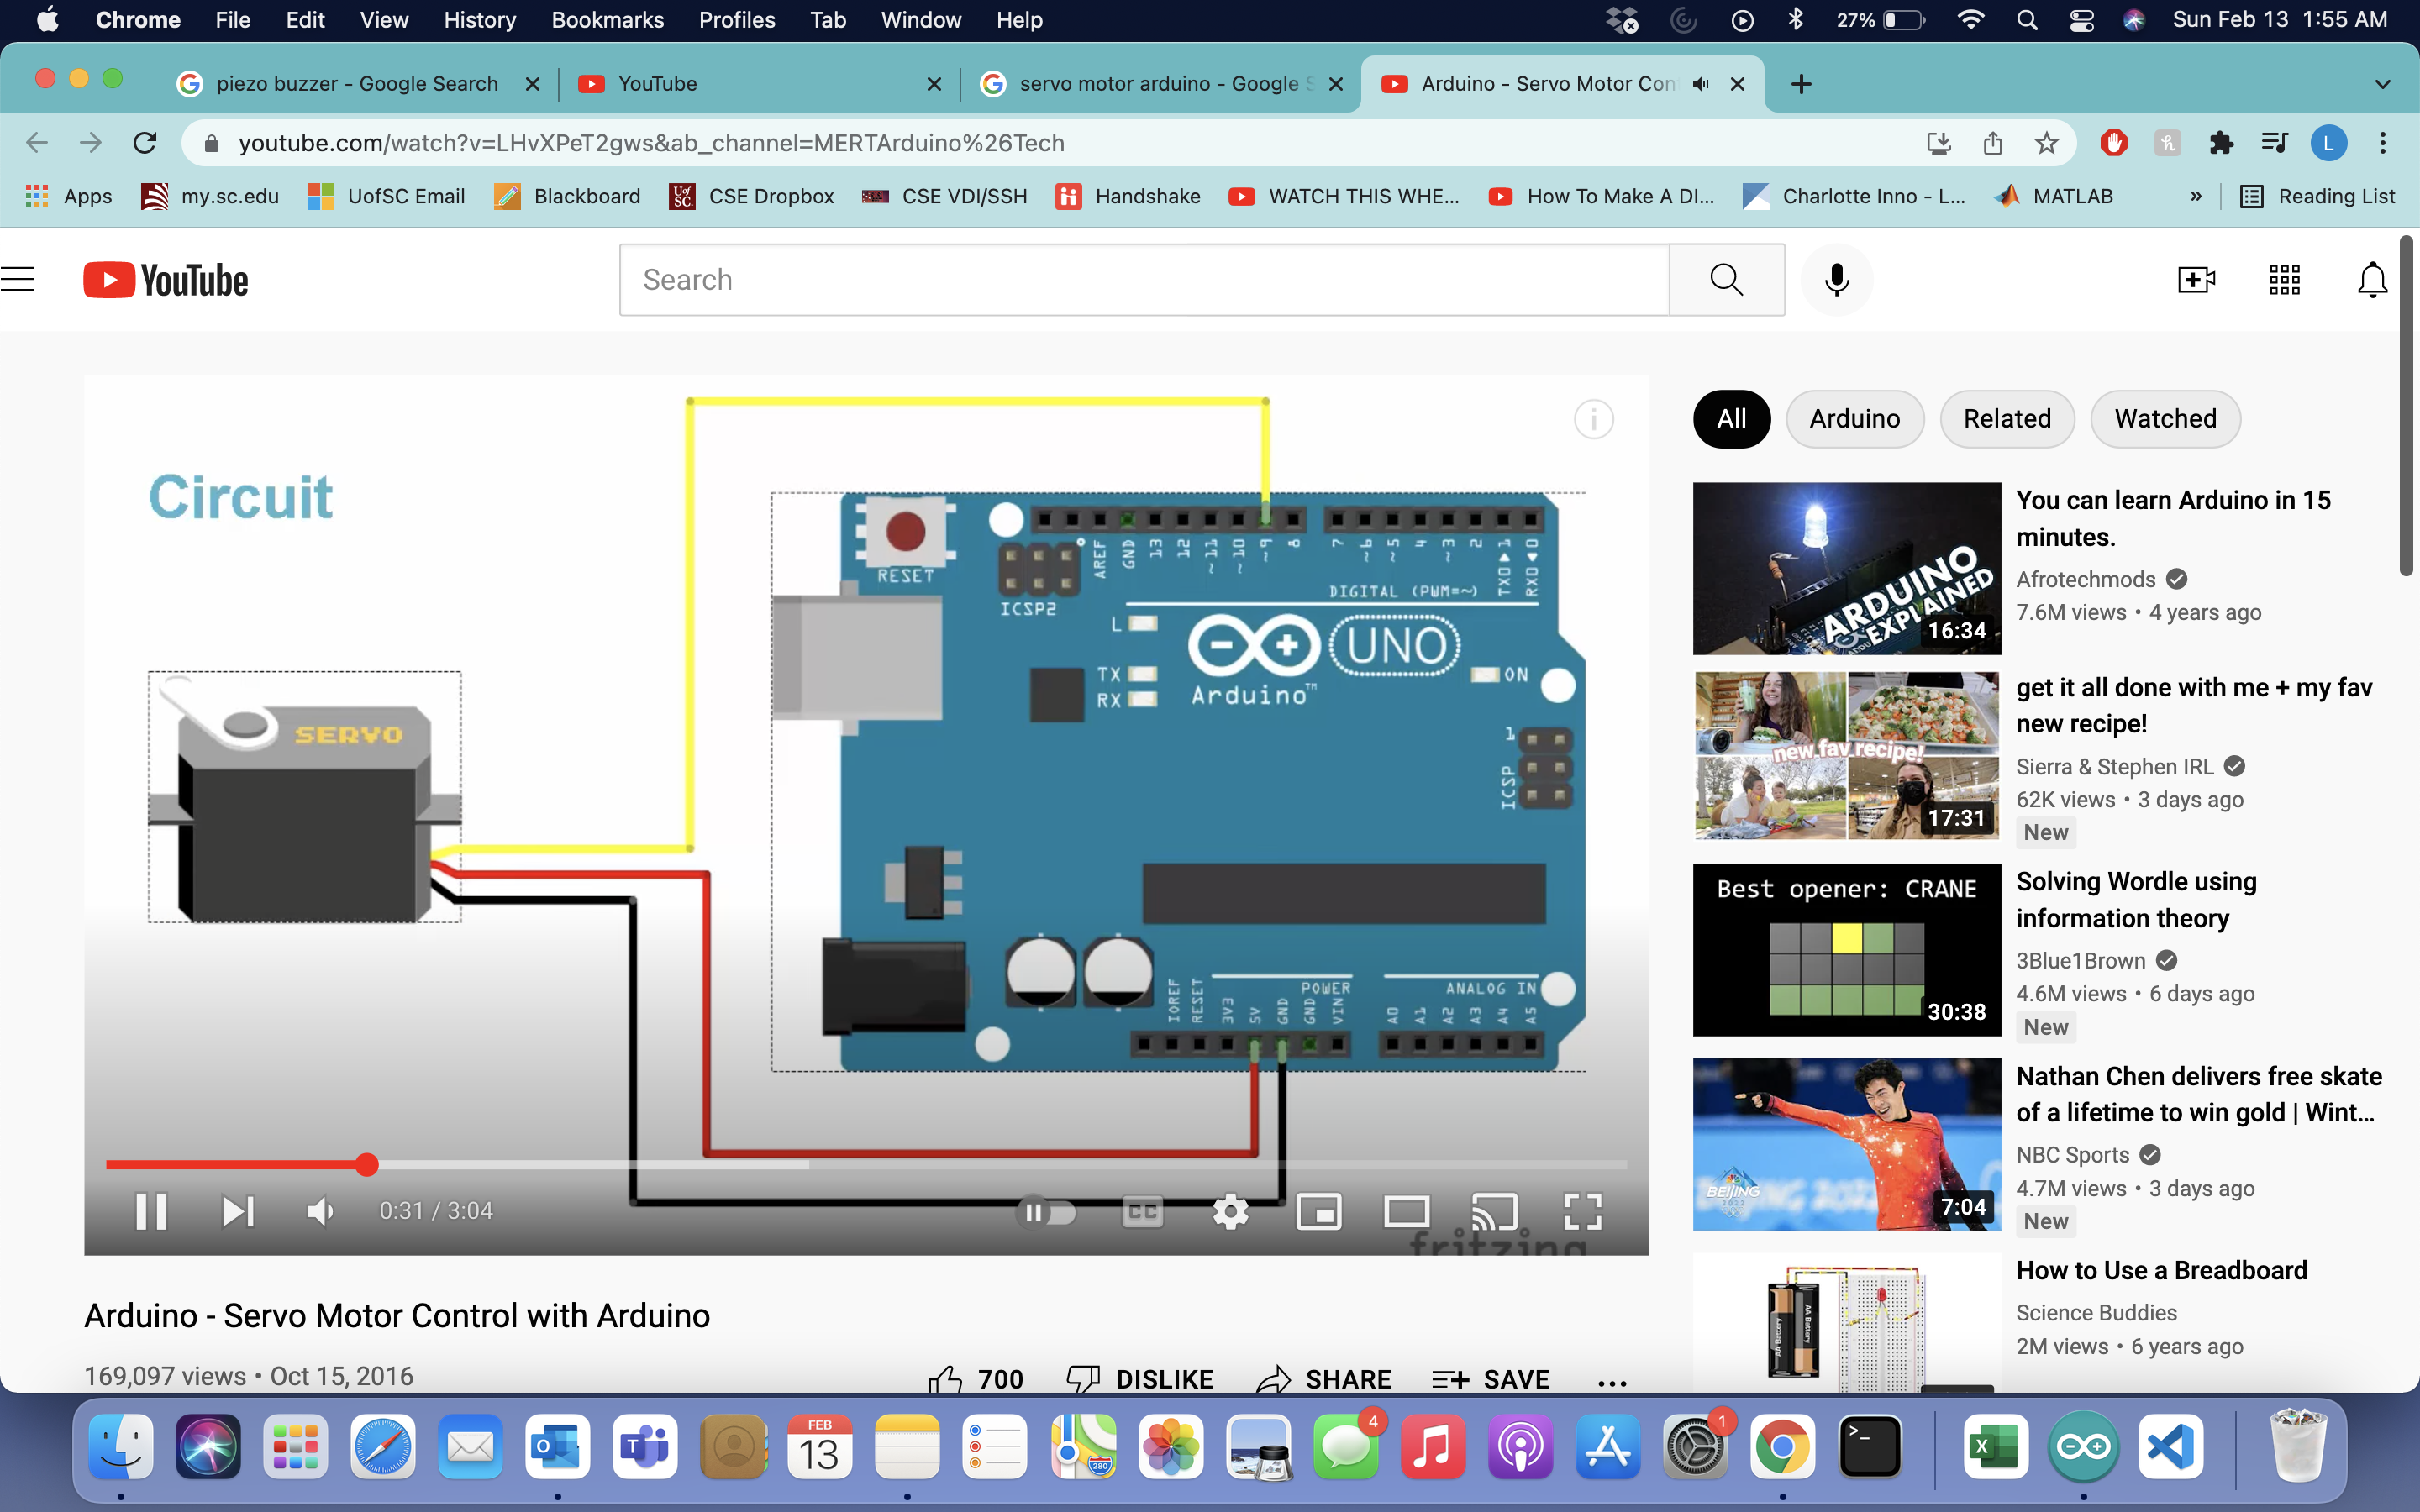 Chrome File Edit View History Bookmarks Profiles Tab Window Help 27% Sun Feb 13 1:55 AM
piezo buzzer - Google Search YouTube servo motor arduino - Google S Arduino - Servo Motor Con
youtube.com/watch?v=LHvXPeT2gws&ab_channel=MERTArduino%26Tech L
Apps my.sc.edu UofSC Email Blackboard UofSC CSE Dropbox CSE VDI/SSH Handshake WATCH THIS WHE... How To Make A DI... Charlotte Inno - L... MATLAB » Reading List
YouTube Search
Circuit
RESET
ICSP2
AREF GND 13 12 ~11 ~10 ~9 8 7 ~6 ~5 4 ~3 2 TX0 1 RX0 0
DIGITAL (PWM=~)
L
TX
RX
UNO
Arduino™
ON
1
ICSP
SERVO
POWER
ANALOG IN
IOREF RESET 3V3 5V GND GND VIN A0 A1 A2 A3 A4 A5
fritzing
0:31 / 3:04
CC
Arduino - Servo Motor Control with Arduino
169,097 views • Oct 15, 2016
700 DISLIKE SHARE SAVE ...
All Arduino Related Watched
ARDUINO
EXPLAINED
16:34
You can learn Arduino in 15
minutes.
Afrotechmods
7.6M views • 4 years ago
new fav recipe!
17:31
get it all done with me + my fav
new recipe!
Sierra & Stephen IRL
62K views • 3 days ago
New
Best opener: CRANE
30:38
Solving Wordle using
information theory
3Blue1Brown
4.6M views • 6 days ago
New
BEIJING
7:04
Nathan Chen delivers free skate
of a lifetime to win gold | Wint...
NBC Sports
4.7M views • 3 days ago
New
AA Battery
AA Battery
How to Use a Breadboard
Science Buddies
2M views • 6 years ago
FEB
13
280
4
1